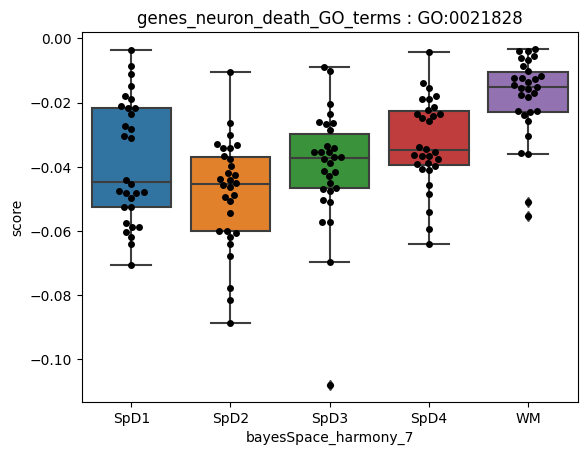 genes_neuron_death_GO_terms : GO:0021828
0.00
−0.02
−0.04
−0.06
−0.08
−0.10
score
SpD1 SpD2 SpD3 SpD4 WM
bayesSpace_harmony_7